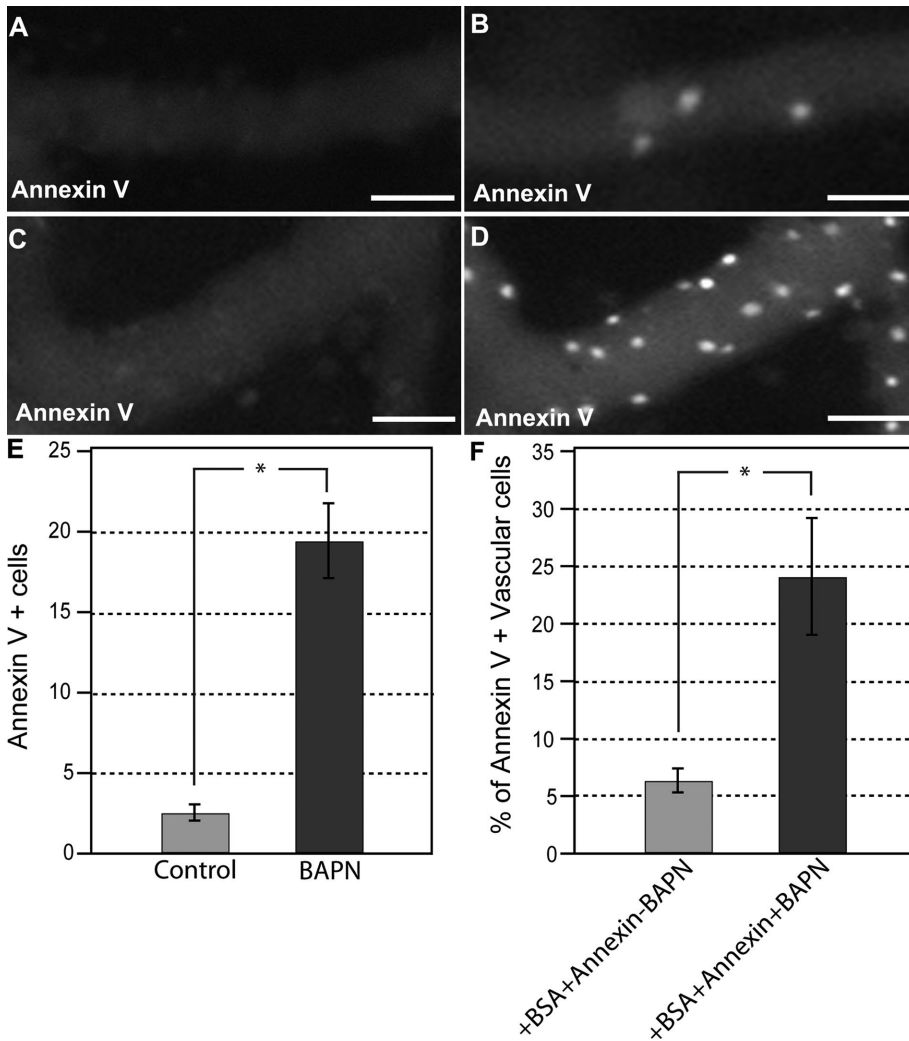 A
Annexin V
B
Annexin V
C
Annexin V
D
Annexin V
E
Annexin V + cells
25
20
15
10
5
0
*
Control
BAPN
F
% of Annexin V + Vascular cells
35
30
25
20
15
10
5
0
*
+BSA+Annexin-BAPN
+BSA+Annexin+BAPN